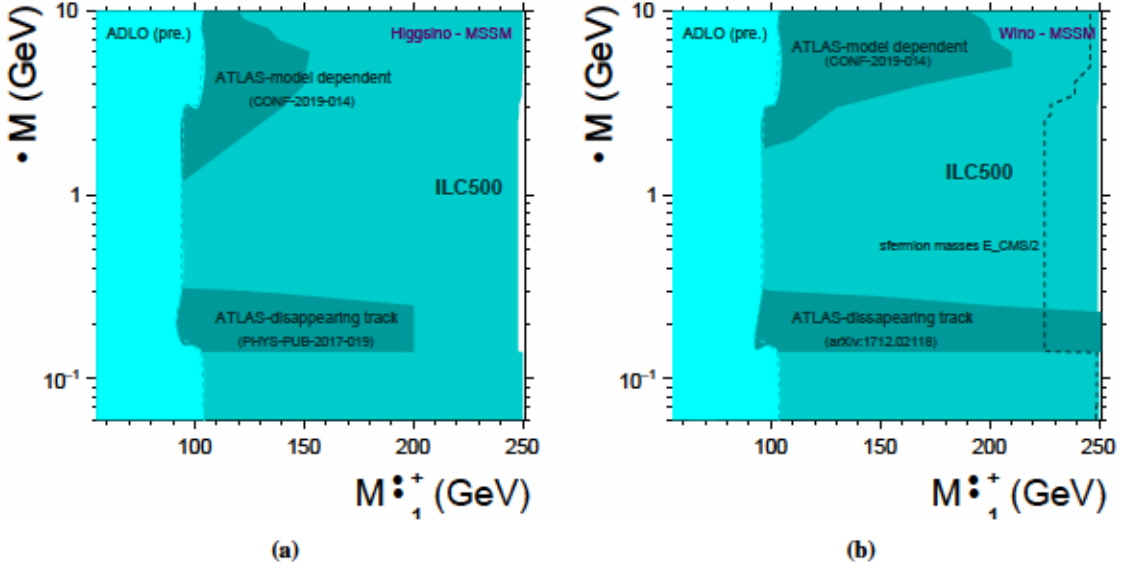 ADLO (pre.)
Higgsino - MSSM
ATLAS-model dependent
(CONF-2019-014)
ILC500
ATLAS-disappearing track
(PHYS-PUB-2017-019)
• M (GeV)
10
1
10⁻¹
100
150
200
250
M
+
1
(GeV)
(a)
ADLO (pre.)
Wino - MSSM
ATLAS-model dependent
(CONF-2019-014)
ILC500
sfermion masses E_CMS/2
ATLAS-dissapearing track
(arXiv:1712.02118)
• M (GeV)
10
1
10⁻¹
100
150
200
250
M
+
1
(GeV)
(b)